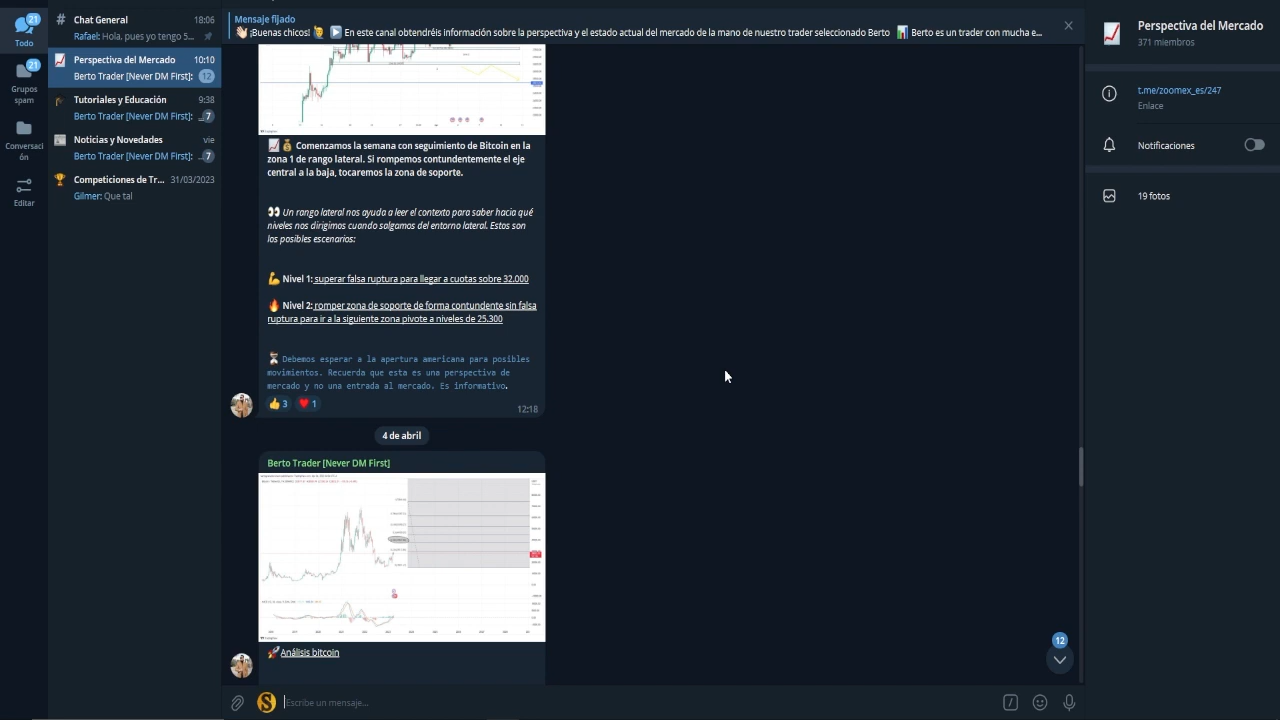 21
Todo
21
Grupos
spam
Conversaci
ón
Editar
Chat General
18:06
Rafael: Hola, pues yo tengo 5...
Perspectiva del Mercado
10:10
Berto Trader [Never DM First]:
12
Tutoriales y Educación
9:38
Berto Trader [Never DM First]: ...
7
Noticias y Novedades
vie
Berto Trader [Never DM First]: ...
7
Competiciones de Tr...
31/03/2023
Gilmer: Que tal
Mensaje fijado
👋🏻 ¡Buenas chicos! 🙋‍♂️ ▶️ En este canal obtendréis información sobre la perspectiva y el estado actual del mercado de la mano de nuestro trader seleccionado Berto 📊 Berto es un trader con mucha e...
📈💰 Comenzamos la semana con seguimiento de Bitcoin en la
zona 1 de rango lateral. Si rompemos contundentemente el eje
central a la baja, tocaremos la zona de soporte.
👀 Un rango lateral nos ayuda a leer el contexto para saber hacia qué
niveles nos dirigimos cuando salgamos del entorno lateral. Estos son
los posibles escenarios:
💪 Nivel 1: superar falsa ruptura para llegar a cuotas sobre 32.000
🔥 Nivel 2: romper zona de soporte de forma contundente sin falsa
ruptura para ir a la siguiente zona pivote a niveles de 25.300
⏳ Debemos esperar a la apertura americana para posibles
movimientos. Recuerda que esta es una perspectiva de
mercado y no una entrada al mercado. Es informativo.
👍 3 ❤️ 1
12:18
4 de abril
Berto Trader [Never DM First]
🚀Análisis bitcoin
12
Escribe un mensaje...
Perspectiva del Mercado
t.me/zoomex_es/247
Enlace
Notificaciones
19 fotos